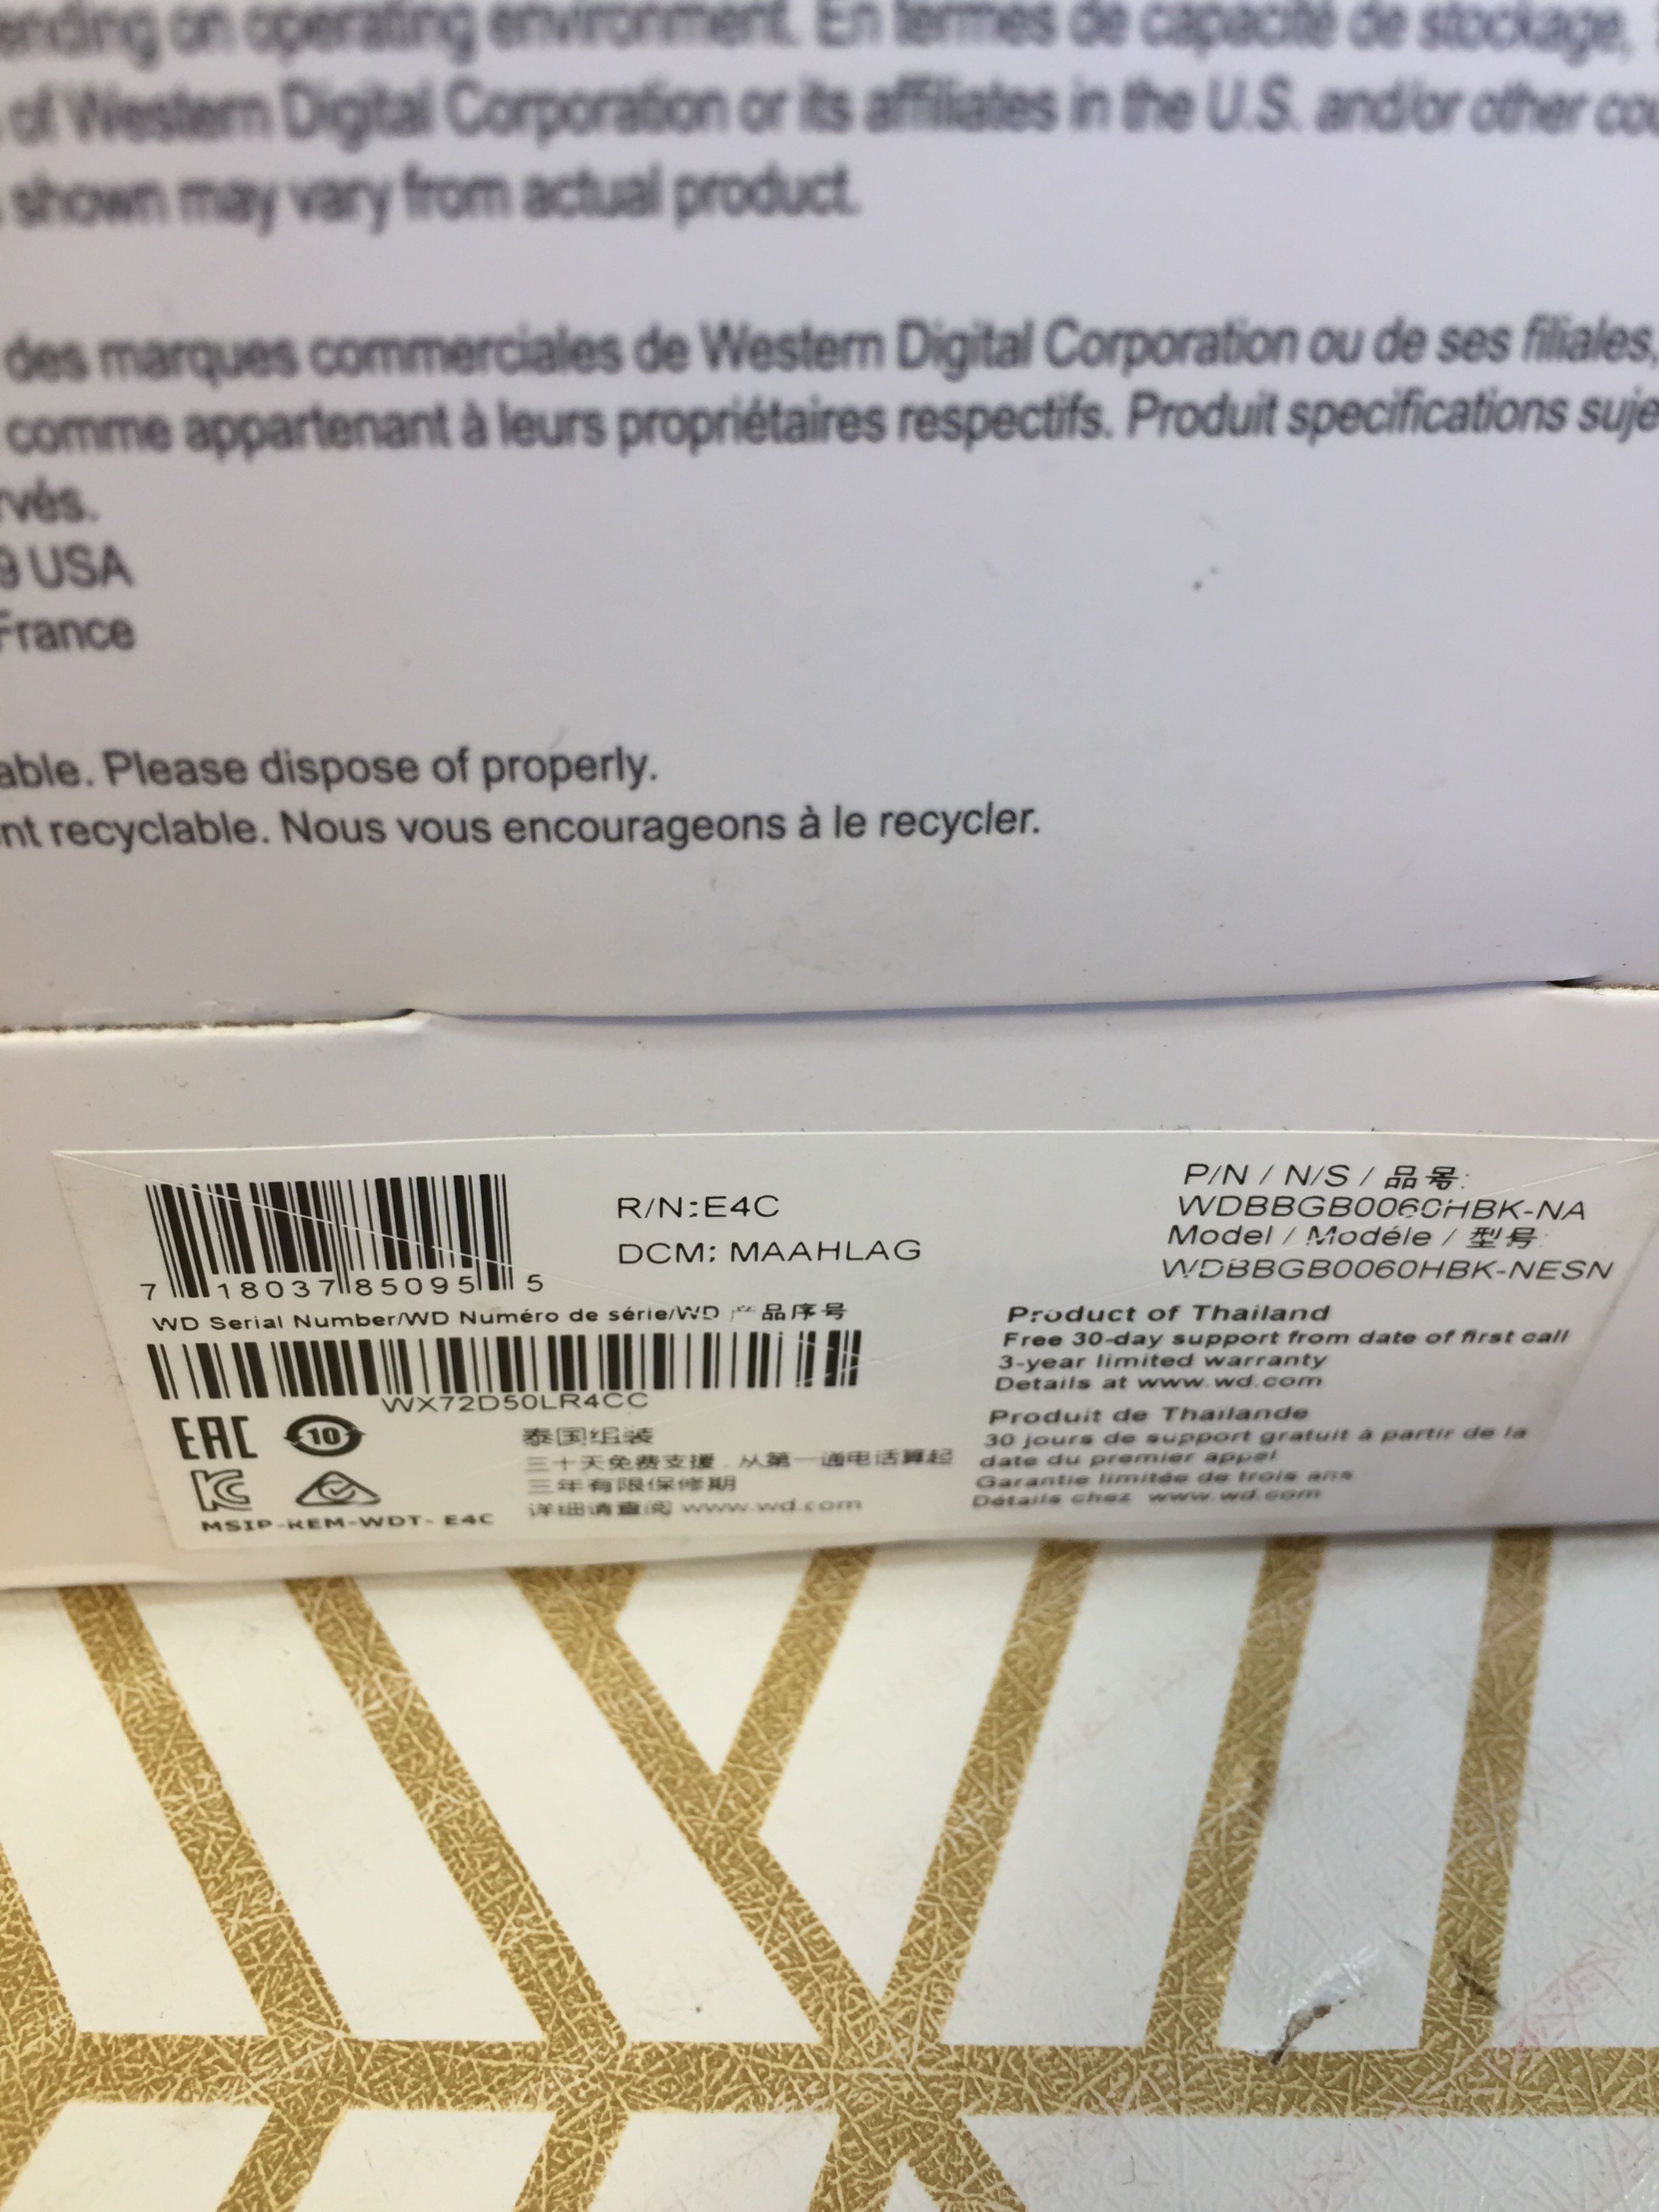 ending on operating environment. En termes de capacité de stockage,
of Western Digital Corporation or its affiliates in the U.S. and/or other cou
shown may vary from actual product.
des marques commerciales de Western Digital Corporation ou de ses filiales,
comme appartenant à leurs propriétaires respectifs. Produit specifications suje
rvés.
9 USA
France
able. Please dispose of properly.
nt recyclable. Nous vous encourageons à le recycler.
7 18037 85095 5
R/N:E4C
DCM: MAAHLAG
P/N / N/S / 品号:
WDBBGB0060HBK-NA
Model / Modéle / 型号:
WDBBGB0060HBK-NESN
WD Serial Number/WD Numéro de série/WD 产品序号
WX72D50LR4CC
EAC
10
KC
MSIP-REM-WDT- E4C
泰国组装
三十天免费支援 . 从第一通电话算起
三年有限保修期
详细请查阅 www.wd.com
Product of Thailand
Free 30-day support from date of first call
3-year limited warranty
Details at www.wd.com
Produit de Thaïlande
30 jours de support gratuit à partir de la
date du premier appel
Garantie limitée de trois ans
Détails chez www.wd.com